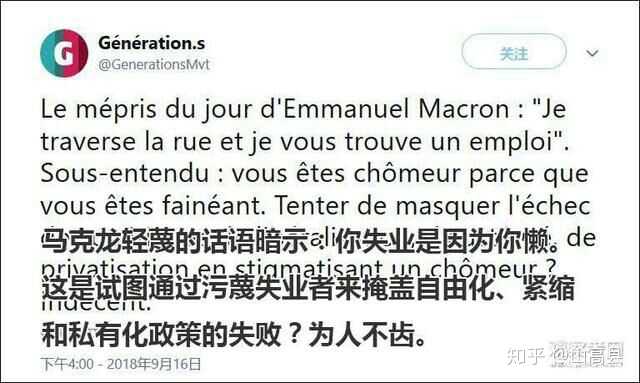 Génération.s
@GenerationsMvt
关注
Le mépris du jour d'Emmanuel Macron : "Je
traverse la rue et je vous trouve un emploi".
Sous-entendu : vous êtes chômeur parce que
vous êtes fainéant. Tenter de masquer l'échec
马克龙轻蔑的话语暗示：你失业是因为你懒。
de
privatisation en stigmatisant un chômeur ?
这是试图通过污蔑失业者来掩盖自由化、紧缩
Indécent.
和私有化政策的失败？为人不齿。
下午4:00 - 2018年9月16日
知乎